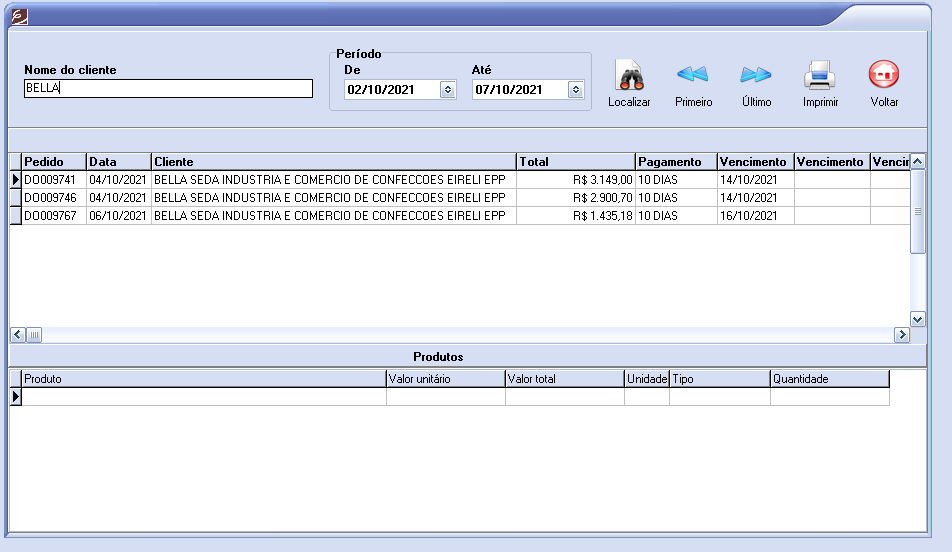 Nome do cliente
BELLA
Período
De Até
02/10/2021 07/10/2021
Localizar Primeiro Último Imprimir Voltar
Pedido Data Cliente Total Pagamento Vencimento Vencimento
DO009741 04/10/2021 BELLA SEDA INDUSTRIA E COMERCIO DE CONFECCOES EIRELI EPP R$ 3.149,00 10 DIAS 14/10/2021
DO009746 04/10/2021 BELLA SEDA INDUSTRIA E COMERCIO DE CONFECCOES EIRELI EPP R$ 2.900,70 10 DIAS 14/10/2021
DO009767 06/10/2021 BELLA SEDA INDUSTRIA E COMERCIO DE CONFECCOES EIRELI EPP R$ 1.435,18 10 DIAS 16/10/2021
Produtos
Produto Valor unitário Valor total Unidade Tipo Quantidade